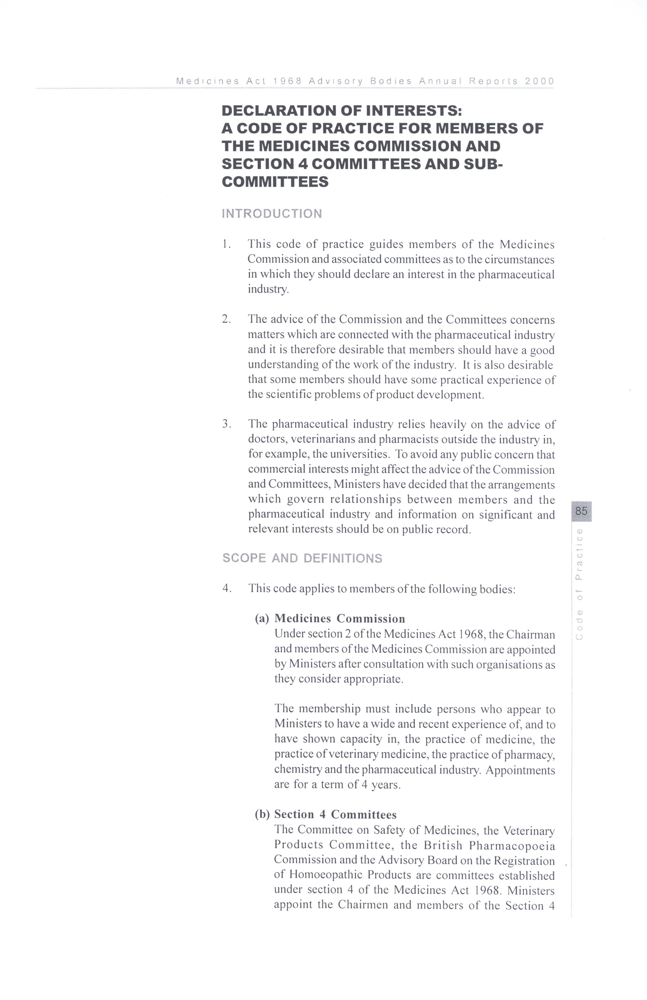 Medicines Act 1968 Advisory Bodies Annual Reports 2000
DECLARATION OF INTERESTS:
A CODE OF PRACTICE FOR MEMBERS OF
THE MEDICINES COMMISSION AND
SECTION 4 COMMITTEES AND SUB-
COMMITTEES
INTRODUCTION
1. This code of practice guides members of the Medicines
Commission and associated committees as to the circumstances
in which they should declare an interest in the pharmaceutical
industry.
2. The advice of the Commission and the Committees concerns
matters which are connected with the pharmaceutical industry
and it is therefore desirable that members should have a good
understanding of the work of the industry. It is also desirable
that some members should have some practical experience of
the scientific problems of product development.
3. The pharmaceutical industry relies heavily on the advice of
doctors, veterinarians and pharmacists outside the industry in,
for example, the universities. To avoid any public concern that
commercial interests might affect the advice of the Commission
and Committees, Ministers have decided that the arrangements
which govern relationships between members and the
pharmaceutical industry and information on significant and
relevant interests should be on public record.
SCOPE AND DEFINITIONS
4. This code applies to members of the following bodies:
(a) Medicines Commission
Under section 2 of the Medicines Act 1968, the Chairman
and members of the Medicines Commission are appointed
by Ministers after consultation with such organisations as
they consider appropriate.
The membership must include persons who appear to
Ministers to have a wide and recent experience of, and to
have shown capacity in, the practice of medicine, the
practice of veterinary medicine, the practice of pharmacy,
chemistry and the pharmaceutical industry. Appointments
are for a term of 4 years.
(b) Section 4 Committees
The Committee on Safety of Medicines, the Veterinary
Products Committee, the British Pharmacopoeia
Commission and the Advisory Board on the Registration
of Homoeopathic Products are committees established
under section 4 of the Medicines Act 1968. Ministers
appoint the Chairmen and members of the Section 4
85
Code of Practice